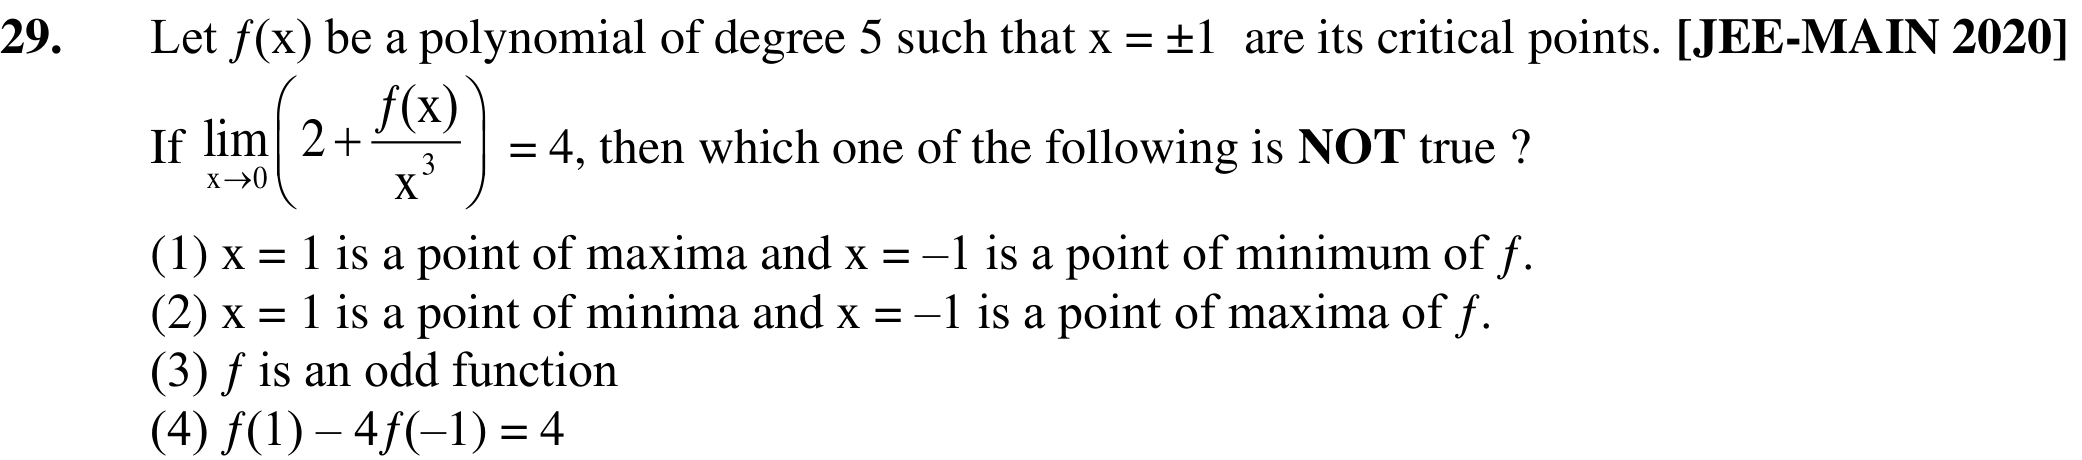 29. Let f(x) be a polynomial of degree 5 such that x = ±1 are its critical points. [JEE-MAIN 2020]
If lim x→0 (2 + f(x)/x³) = 4, then which one of the following is NOT true ?
(1) x = 1 is a point of maxima and x = –1 is a point of minimum of f.
(2) x = 1 is a point of minima and x = –1 is a point of maxima of f.
(3) f is an odd function
(4) f(1) – 4f(–1) = 4